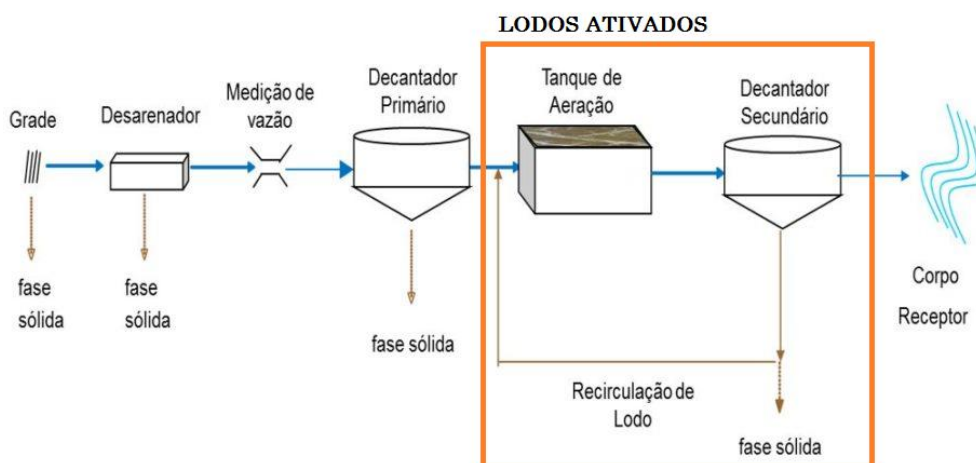 LODOS ATIVADOS
Grade
Desarenador
Medição de
vazão
Decantador
Primário
Tanque de
Aeração
Decantador
Secundário
fase
sólida
fase
sólida
fase sólida
Recirculação de
Lodo
fase sólida
Corpo
Receptor